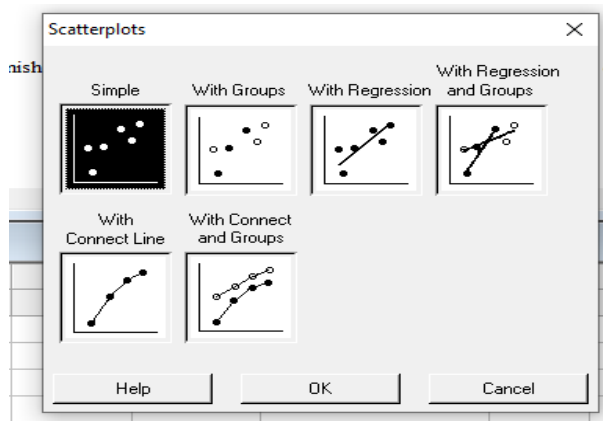 Scatterplots
nish
Simple
With Groups
With Regression
With Regression
and Groups
With
Connect Line
With Connect
and Groups
Help
OK
Cancel